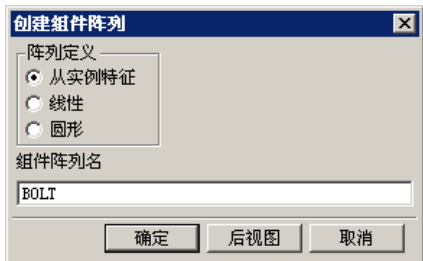 创建组件阵列
阵列定义
从实例特征
线性
圆形
组件阵列名
BOLT
确定 后视图 取消